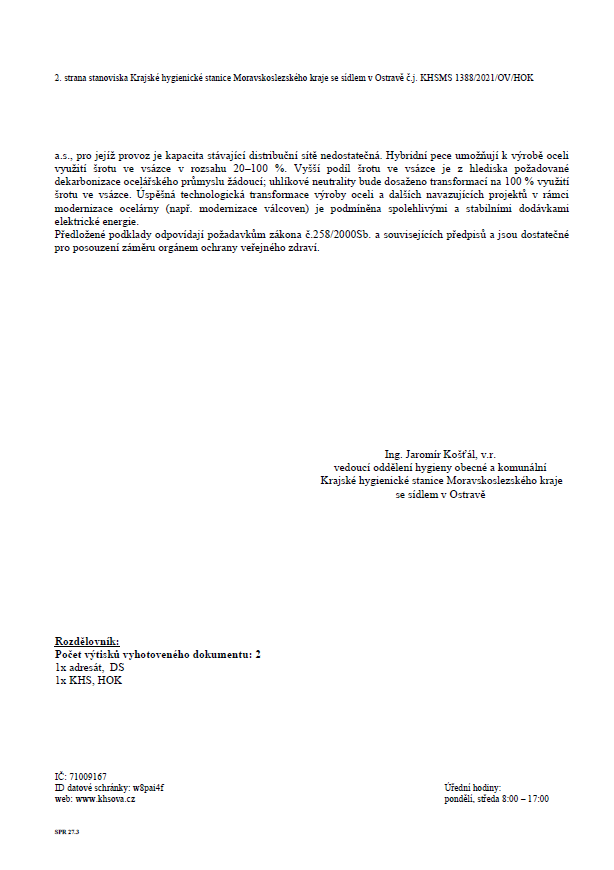 2. strana stanoviska Krajské hygienické stanice Moravskoslezského kraje se sídlem v Ostravě č.j. KHSMS 1388/2021/OV/HOK
a.s., pro jejíž provoz je kapacita stávající distribuční sítě nedostatečná. Hybridní pece umožňují k výrobě oceli
využití šrotu ve vsázce v rozsahu 20–100 %. Vyšší podíl šrotu ve vsázce je z hlediska požadované
dekarbonizace ocelářského průmyslu žádoucí; uhlíkové neutrality bude dosaženo transformací na 100 % využití
šrotu ve vsázce. Úspěšná technologická transformace výroby oceli a dalších navazujících projektů v rámci
modernizace ocelárny (např. modernizace válcoven) je podmíněna spolehlivými a stabilními dodávkami
elektrické energie.
Předložené podklady odpovídají požadavkům zákona č.258/2000Sb. a souvisejících předpisů a jsou dostatečné
pro posouzení záměru orgánem ochrany veřejného zdraví.
Ing. Jaromír Košťál, v.r.
vedoucí oddělení hygieny obecné a komunální
Krajské hygienické stanice Moravskoslezského kraje
se sídlem v Ostravě
Rozdělovník:
Počet výtisků vyhotoveného dokumentu: 2
1x adresát, DS
1x KHS, HOK
IČ: 71009167
ID datové schránky: w8pai4f
web: www.khsova.cz
Úřední hodiny:
pondělí, středa 8:00 – 17:00
SPR 27.3